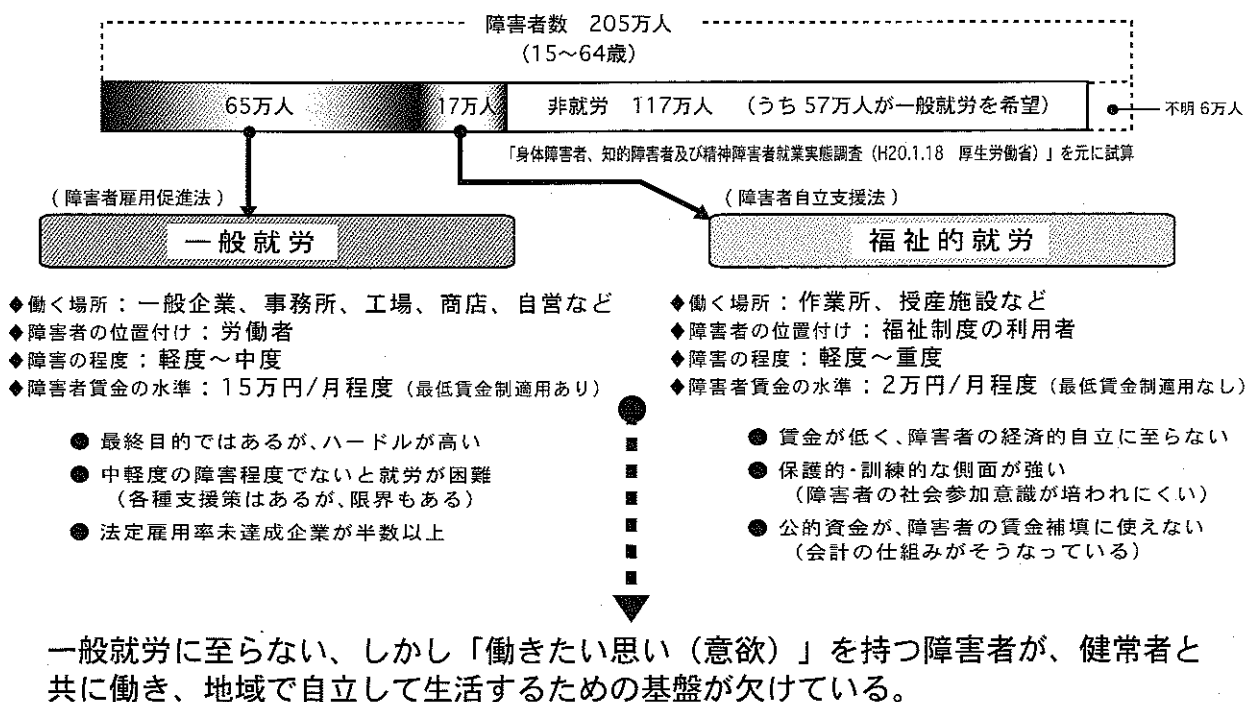 障害者数 205万人
（15〜64歳）
65万人
17万人
非就労 117万人 （うち 57万人が一般就労を希望）
不明 6万人
「身体障害者、知的障害者及び精神障害者就業実態調査（H20.1.18 厚生労働省）」を元に試算
（障害者雇用促進法）
一般就労
◆働く場所：一般企業、事務所、工場、商店、自営など
◆障害者の位置付け：労働者
◆障害の程度：軽度〜中度
◆障害者賃金の水準：15万円/月程度（最低賃金制適用あり）
● 最終目的ではあるが、ハードルが高い
● 中軽度の障害程度でないと就労が困難
（各種支援策はあるが、限界もある）
● 法定雇用率未達成企業が半数以上
（障害者自立支援法）
福祉的就労
◆働く場所：作業所、授産施設など
◆障害者の位置付け：福祉制度の利用者
◆障害の程度：軽度〜重度
◆障害者賃金の水準：2万円/月程度（最低賃金制適用なし）
● 賃金が低く、障害者の経済的自立に至らない
● 保護的・訓練的な側面が強い
（障害者の社会参加意識が培われにくい）
● 公的資金が、障害者の賃金補填に使えない
（会計の仕組みがそうなっている）
一般就労に至らない、しかし「働きたい思い（意欲）」を持つ障害者が、健常者と
共に働き、地域で自立して生活するための基盤が欠けている。